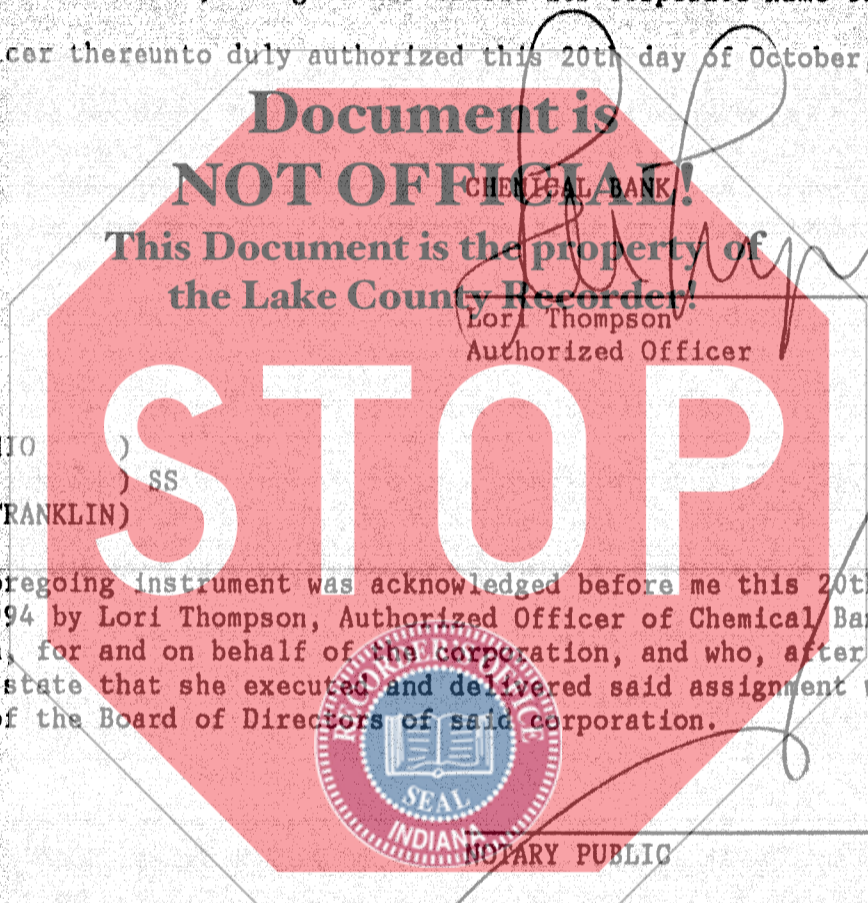 cer thereunto duly authorized this 20th day of October
Document is
NOT OFFICIAL!
CHEMICAL BANK
This Document is the property of
the Lake County Recorder!
Lori Thompson
Authorized Officer
STOP
IO )
) SS
RANKLIN)
regoing instrument was acknowledged before me this 20t
94 by Lori Thompson, Authorized Officer of Chemical Ba
, for and on behalf of the corporation, and who, after
state that she executed and delivered said assignment
f the Board of Directors of said corporation.
RECORDER'S OFFICE
SEAL
INDIANA
NOTARY PUBLIC